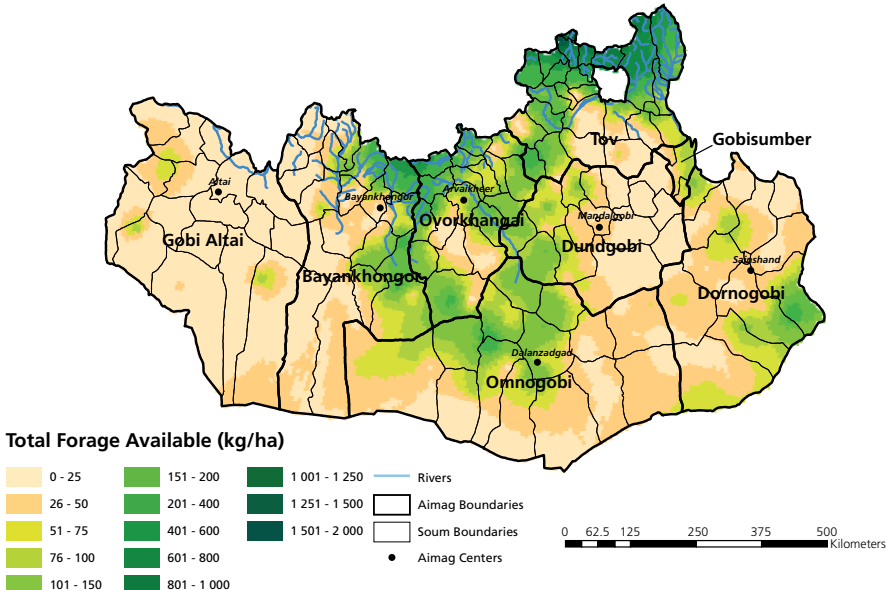 Tov
Gobisumber
Altai
Bayankhongor
Arvaikheer
Ovorkhangai
Mandalgobi
Gobi Altai
Dundgobi
Sainshand
Bayankhongor
Dornogobi
Dalanzadgad
Omnogobi
Total Forage Available (kg/ha)
0 - 25
26 - 50
51 - 75
76 - 100
101 - 150
151 - 200
201 - 400
401 - 600
601 - 800
801 - 1 000
1 001 - 1 250
1 251 - 1 500
1 501 - 2 000
Rivers
Aimag Boundaries
Soum Boundaries
Aimag Centers
0 62.5 125 250 375 500
Kilometers